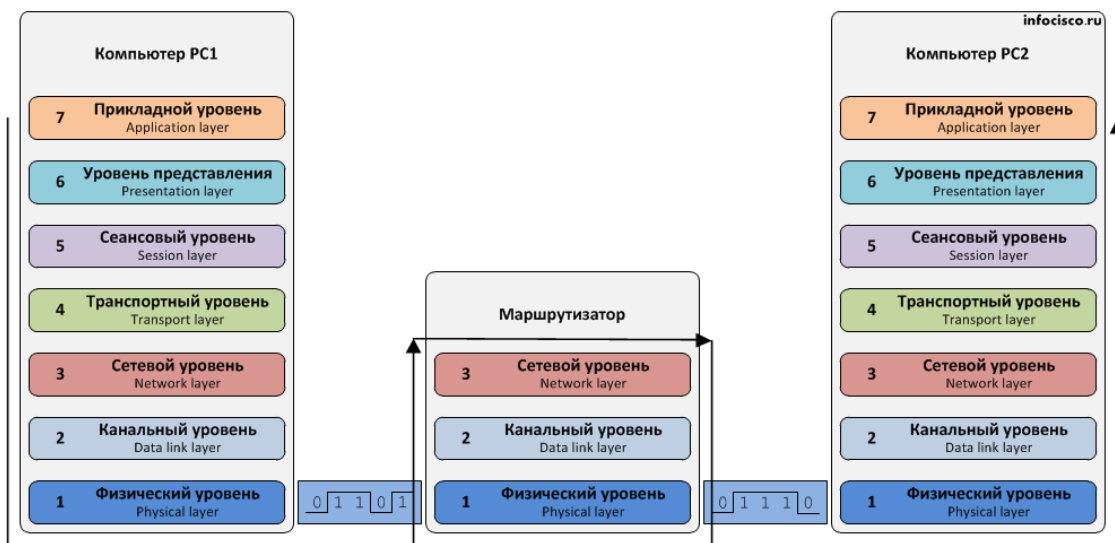 infocisco.ru
Компьютер PC1
7 Прикладной уровень
Application layer
6 Уровень представления
Presentation layer
5 Сеансовый уровень
Session layer
4 Транспортный уровень
Transport layer
3 Сетевой уровень
Network layer
2 Канальный уровень
Data link layer
1 Физический уровень
Physical layer
0 1 1 0 1
Маршрутизатор
3 Сетевой уровень
Network layer
2 Канальный уровень
Data link layer
1 Физический уровень
Physical layer
0 1 1 1 0
Компьютер PC2
7 Прикладной уровень
Application layer
6 Уровень представления
Presentation layer
5 Сеансовый уровень
Session layer
4 Транспортный уровень
Transport layer
3 Сетевой уровень
Network layer
2 Канальный уровень
Data link layer
1 Физический уровень
Physical layer